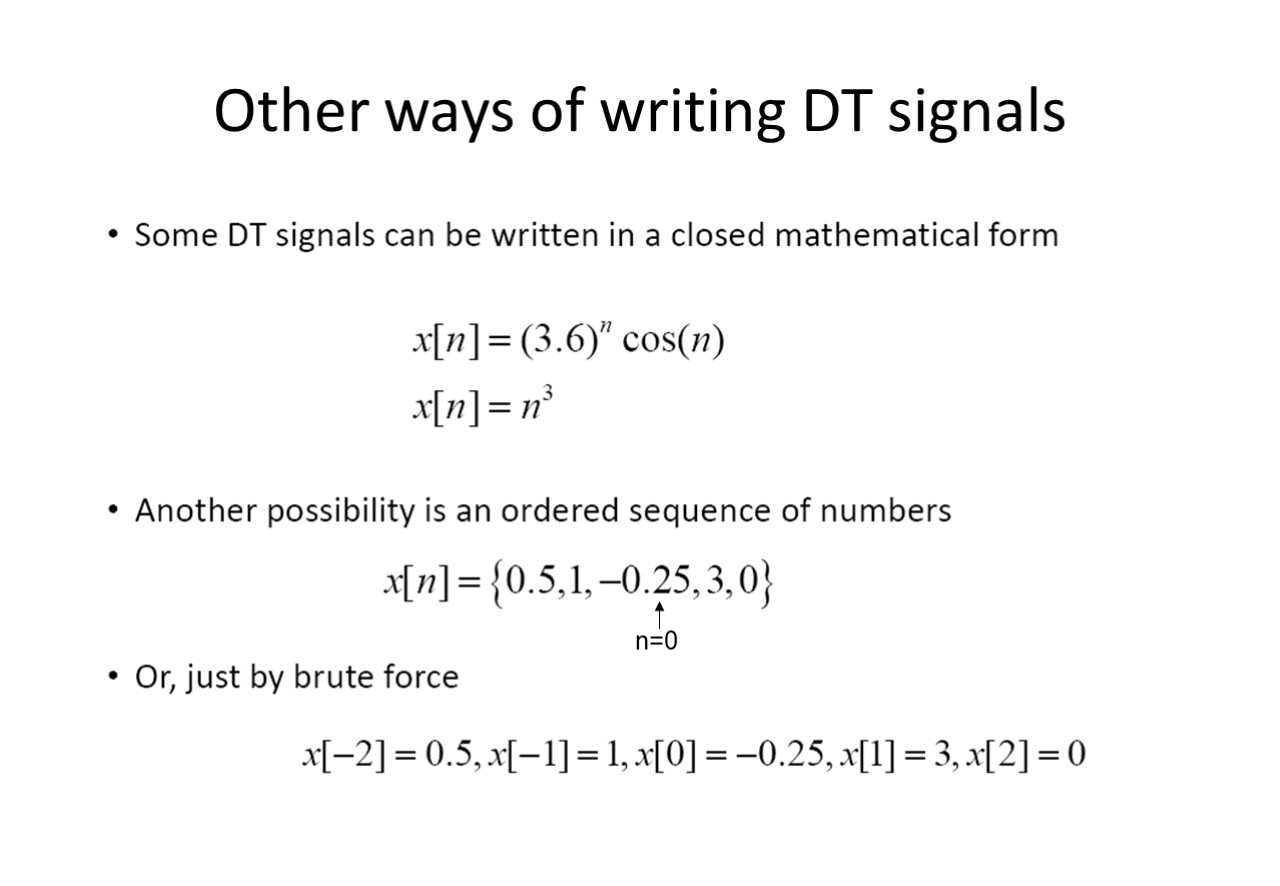 Other ways of writing DT signals
• Some DT signals can be written in a closed mathematical form
x[n] = (3.6)ⁿ cos(n)
x[n] = n³
• Another possibility is an ordered sequence of numbers
x[n] = {0.5,1,−0.25,3,0}
n=0
• Or, just by brute force
x[−2] = 0.5, x[−1] = 1, x[0] = −0.25, x[1] = 3, x[2] = 0